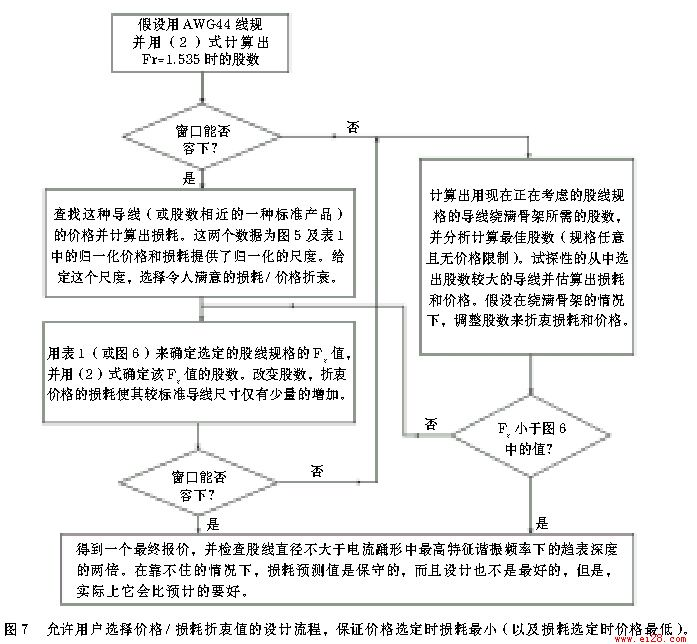 假设用AWG44线规
并用(2)式计算出
Fr=1.535时的股数
窗口能否
容下?
否
是
查找这种导线(或股数相近的一种标准产品)
的价格并计算出损耗。这两个数据为图5及表1
中的归一化价格和损耗提供了归一化的尺度。给
定这个尺度,选择令人满意的损耗/价格折衷。
计算出用现在正在考虑的股线规
格的导线绕满骨架所需的股数,
并分析计算最佳股数(规格任意
且无价格限制)。试探性的从中选
出股数较大的导线并估算出损耗
和价格。假设在绕满骨架的情况
下,调整股数来折衷损耗和价格。
用表1(或图6)来确定选定的股线规格的Fr值,
并用(2)式确定该Fr值的股数。改变股数,折衷
价格的损耗使其较标准导线尺寸仅有少量的增加。
否
Fr小于图6
中的值?
窗口能否
容下?
否
是
是
得到一个最终报价,并检查股线直径不大于电流波形中最高特征谐振频率下的趋表深度
的两倍。在靠不住的情况下,损耗预测值是保守的,而且设计也不是最好的,但是,
实际上它会比预计的要好。
图7 允许用户选择价格/损耗折衷值的设计流程,保证价格选定时损耗最小(以及损耗选定时价格最低)。
www.ei28.com